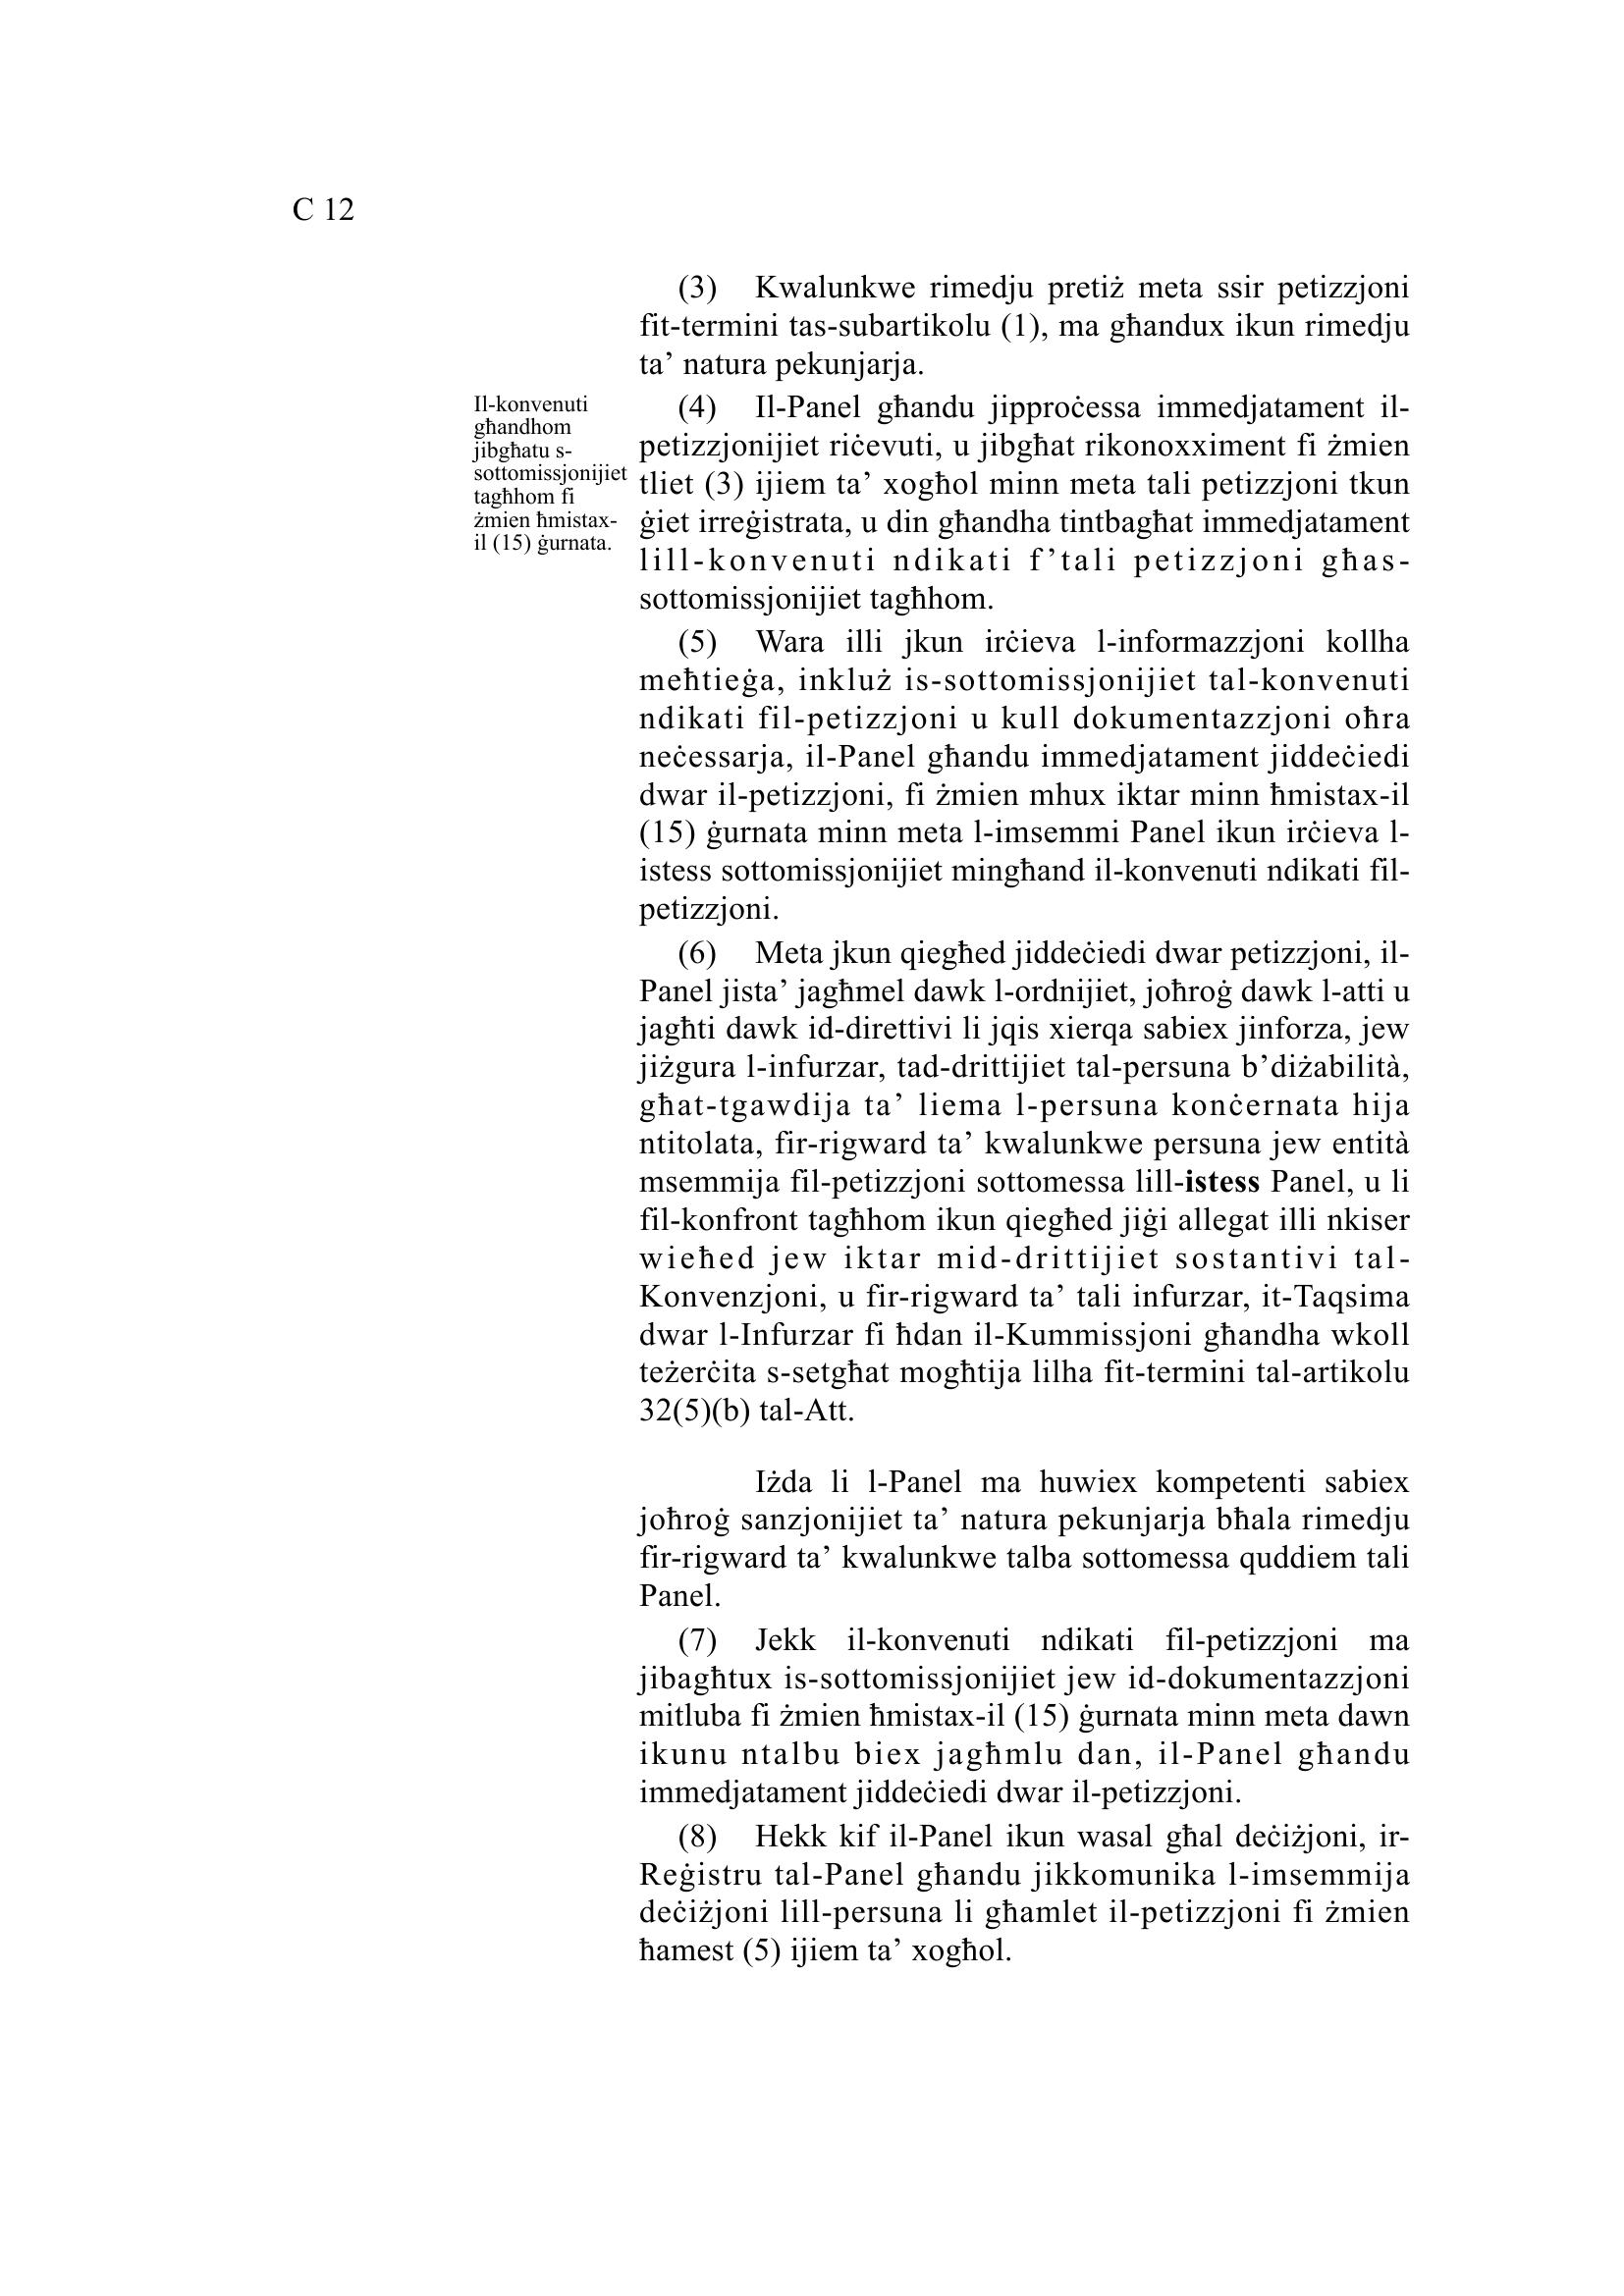 C 12
(3) Kwalunkwe rimedju pretiż meta ssir petizzjoni
fit-termini tas-subartikolu (1), ma għandux ikun rimedju
ta’ natura pekunjarja.
Il-konvenuti
għandhom
jibgħatu s-
sottomissjonijiet
tagħhom fi
żmien ħmistax-
il (15) ġurnata.
(4) Il-Panel għandu jipproċessa immedjatament il-
petizzjonijiet riċevuti, u jibgħat rikonoxximent fi żmien
tliet (3) ijiem ta’ xogħol minn meta tali petizzjoni tkun
ġiet irreġistrata, u din għandha tintbagħat immedjatament
lill-konvenuti ndikati f’tali petizzjoni għas-
sottomissjonijiet tagħhom.
(5) Wara illi jkun irċieva l-informazzjoni kollha
meħtieġa, inkluż is-sottomissjonijiet tal-konvenuti
ndikati fil-petizzjoni u kull dokumentazzjoni oħra
neċessarja, il-Panel għandu immedjatament jiddeċiedi
dwar il-petizzjoni, fi żmien mhux iktar minn ħmistax-il
(15) ġurnata minn meta l-imsemmi Panel ikun irċieva l-
istess sottomissjonijiet mingħand il-konvenuti ndikati fil-
petizzjoni.
(6) Meta jkun qiegħed jiddeċiedi dwar petizzjoni, il-
Panel jista’ jagħmel dawk l-ordnijiet, joħroġ dawk l-atti u
jagħti dawk id-direttivi li jqis xierqa sabiex jinforza, jew
jiżgura l-infurzar, tad-drittijiet tal-persuna b’diżabilità,
għat-tgawdija ta’ liema l-persuna konċernata hija
ntitolata, fir-rigward ta’ kwalunkwe persuna jew entità
msemmija fil-petizzjoni sottomessa lill-istess Panel, u li
fil-konfront tagħhom ikun qiegħed jiġi allegat illi nkiser
wieħed jew iktar mid-drittijiet sostantivi tal-
Konvenzjoni, u fir-rigward ta’ tali infurzar, it-Taqsima
dwar l-Infurzar fi ħdan il-Kummissjoni għandha wkoll
teżerċita s-setgħat mogħtija lilha fit-termini tal-artikolu
32(5)(b) tal-Att.
Iżda li l-Panel ma huwiex kompetenti sabiex
joħroġ sanzjonijiet ta’ natura pekunjarja bħala rimedju
fir-rigward ta’ kwalunkwe talba sottomessa quddiem tali
Panel.
(7) Jekk il-konvenuti ndikati fil-petizzjoni ma
jibagħtux is-sottomissjonijiet jew id-dokumentazzjoni
mitluba fi żmien ħmistax-il (15) ġurnata minn meta dawn
ikunu ntalbu biex jagħmlu dan, il-Panel għandu
immedjatament jiddeċiedi dwar il-petizzjoni.
(8) Hekk kif il-Panel ikun wasal għal deċiżjoni, ir-
Reġistru tal-Panel għandu jikkomunika l-imsemmija
deċiżjoni lill-persuna li għamlet il-petizzjoni fi żmien
ħamest (5) ijiem ta’ xogħol.